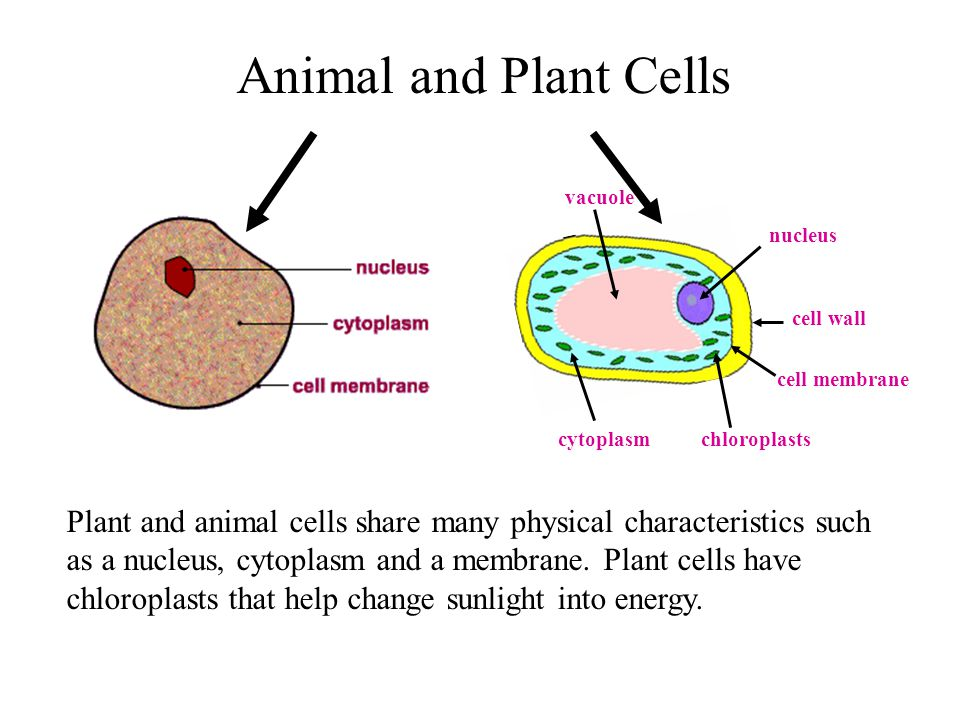 Animal and Plant Cells
nucleus
cytoplasm
cell membrane
vacuole
nucleus
cell wall
cell membrane
cytoplasm
chloroplasts
Plant and animal cells share many physical characteristics such
as a nucleus, cytoplasm and a membrane. Plant cells have
chloroplasts that help change sunlight into energy.